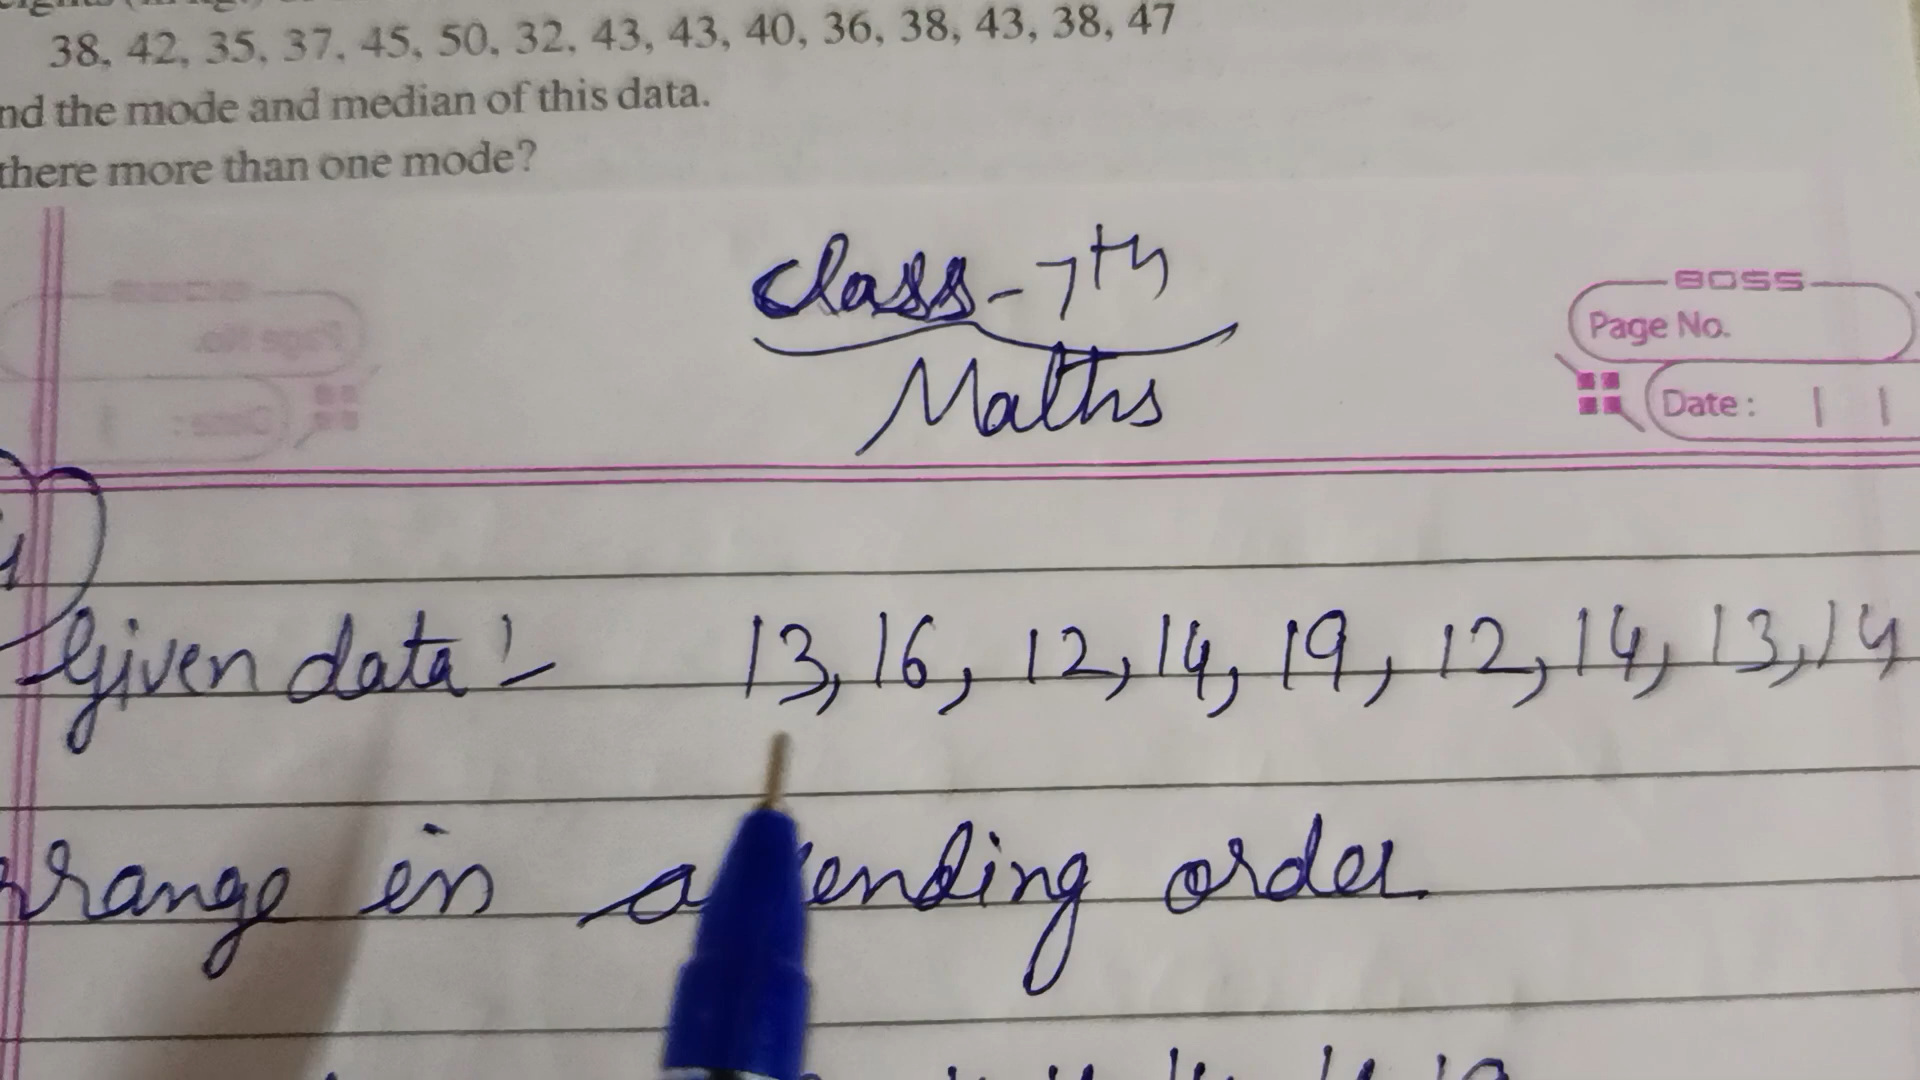 38, 42, 35, 37, 45, 50, 32, 43, 43, 40, 36, 38, 43, 38, 47
nd the mode and median of this data.
there more than one mode?
class-7th
Maths
BOSS
Page No.
Date:
Given data:- 13, 16, 12, 14, 19, 12, 14, 13, 14
rrange in a ending order